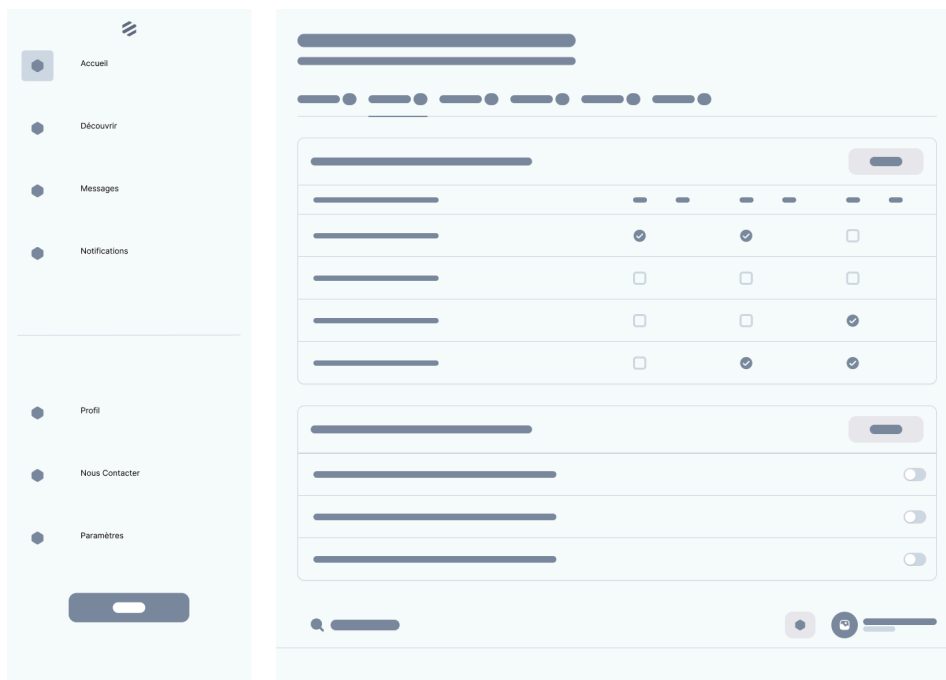 Accueil
Découvrir
Messages
Notifications
Profil
Nous Contacter
Paramètres